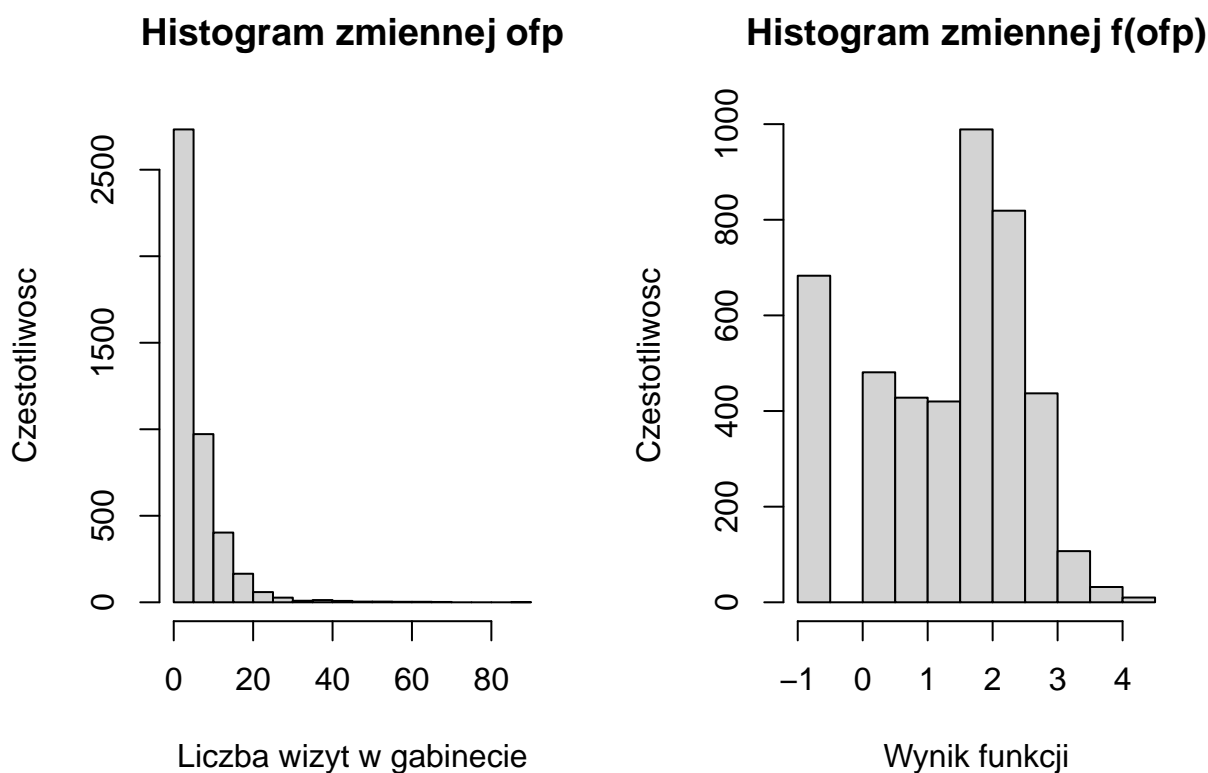 Histogram zmiennej ofp
Czestotliwosc
2500
1500
500
0
0 20 40 60 80
Liczba wizyt w gabinecie
Histogram zmiennej f(ofp)
Czestotliwosc
1000
800
600
400
200
0
−1 0 1 2 3 4
Wynik funkcji